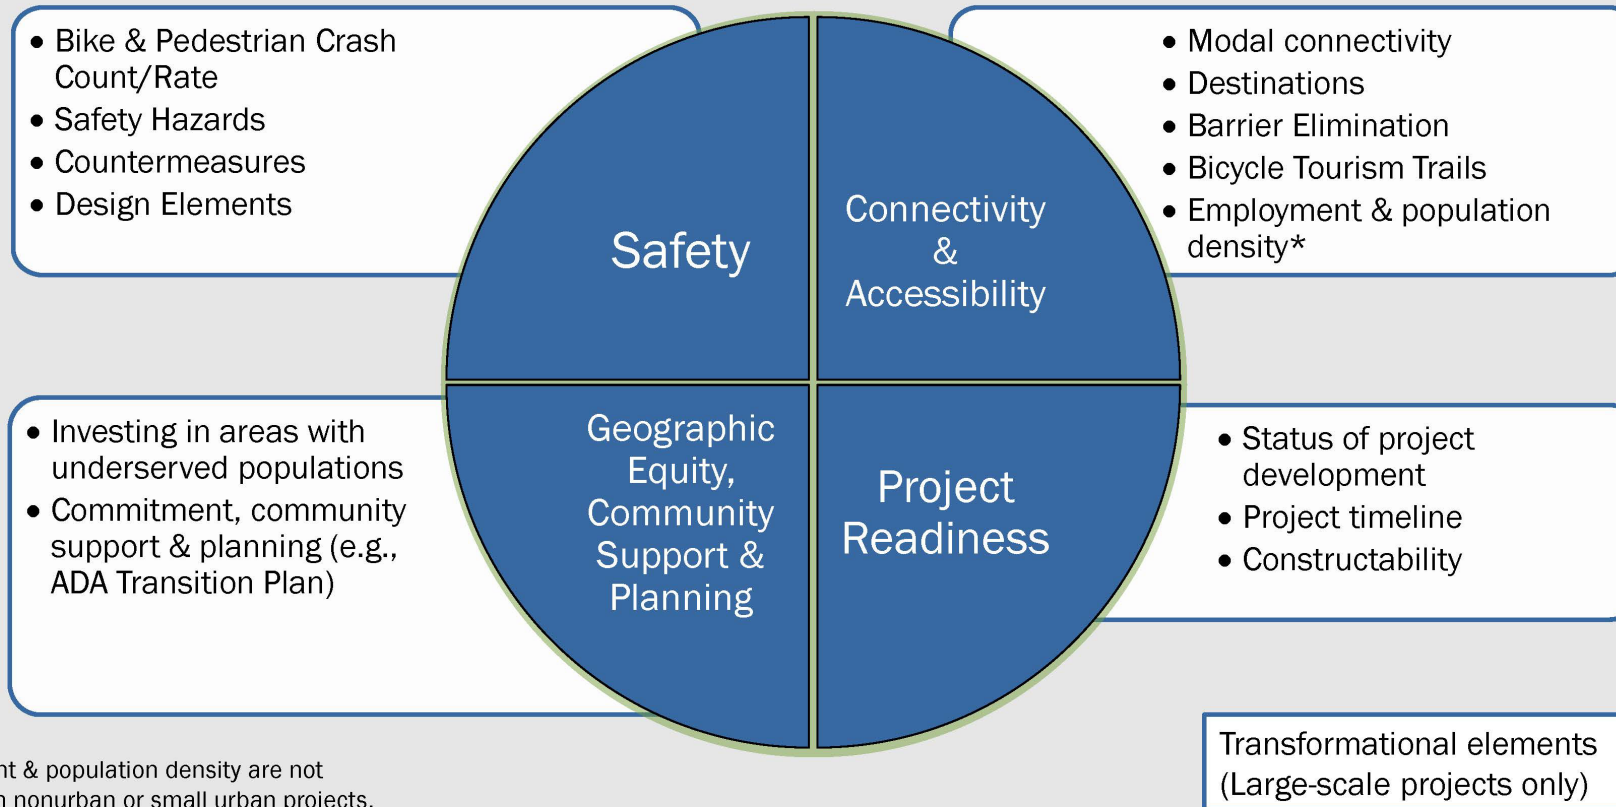 • Bike & Pedestrian Crash
Count/Rate
• Safety Hazards
• Countermeasures
• Design Elements
Safety
Connectivity
&
Accessibility
• Modal connectivity
• Destinations
• Barrier Elimination
• Bicycle Tourism Trails
• Employment & population
density*
• Investing in areas with
underserved populations
• Commitment, community
support & planning (e.g.,
ADA Transition Plan)
Geographic
Equity,
Community
Support &
Planning
Project
Readiness
• Status of project
development
• Project timeline
• Constructability
& population density are not
nonurban or small urban projects.
Transformational elements
(Large-scale projects only)